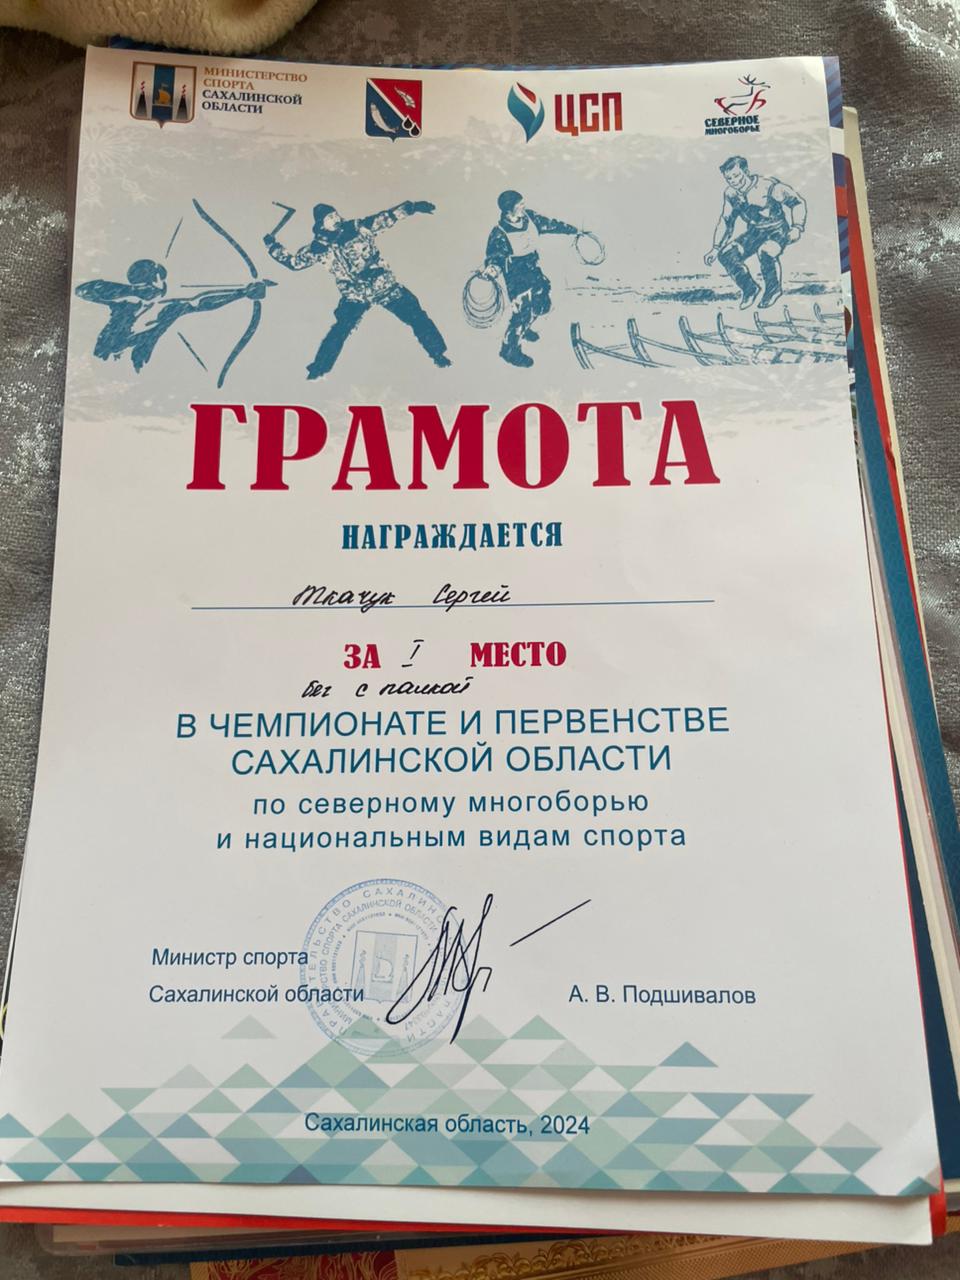 МИНИСТЕРСТВО
СПОРТА
САХАЛИНСКОЙ
ОБЛАСТИ
ЦСП
СЕВЕРНОЕ
МНОГОБОРЬЕ
ГРАМОТА
НАГРАЖДАЕТСЯ
Ткачук Сергей
ЗА I МЕСТО
бег с палкой
В ЧЕМПИОНАТЕ И ПЕРВЕНСТВЕ
САХАЛИНСКОЙ ОБЛАСТИ
по северному многоборью
и национальным видам спорта
Министр спорта
Сахалинской области
А. В. Подшивалов
Сахалинская область, 2024